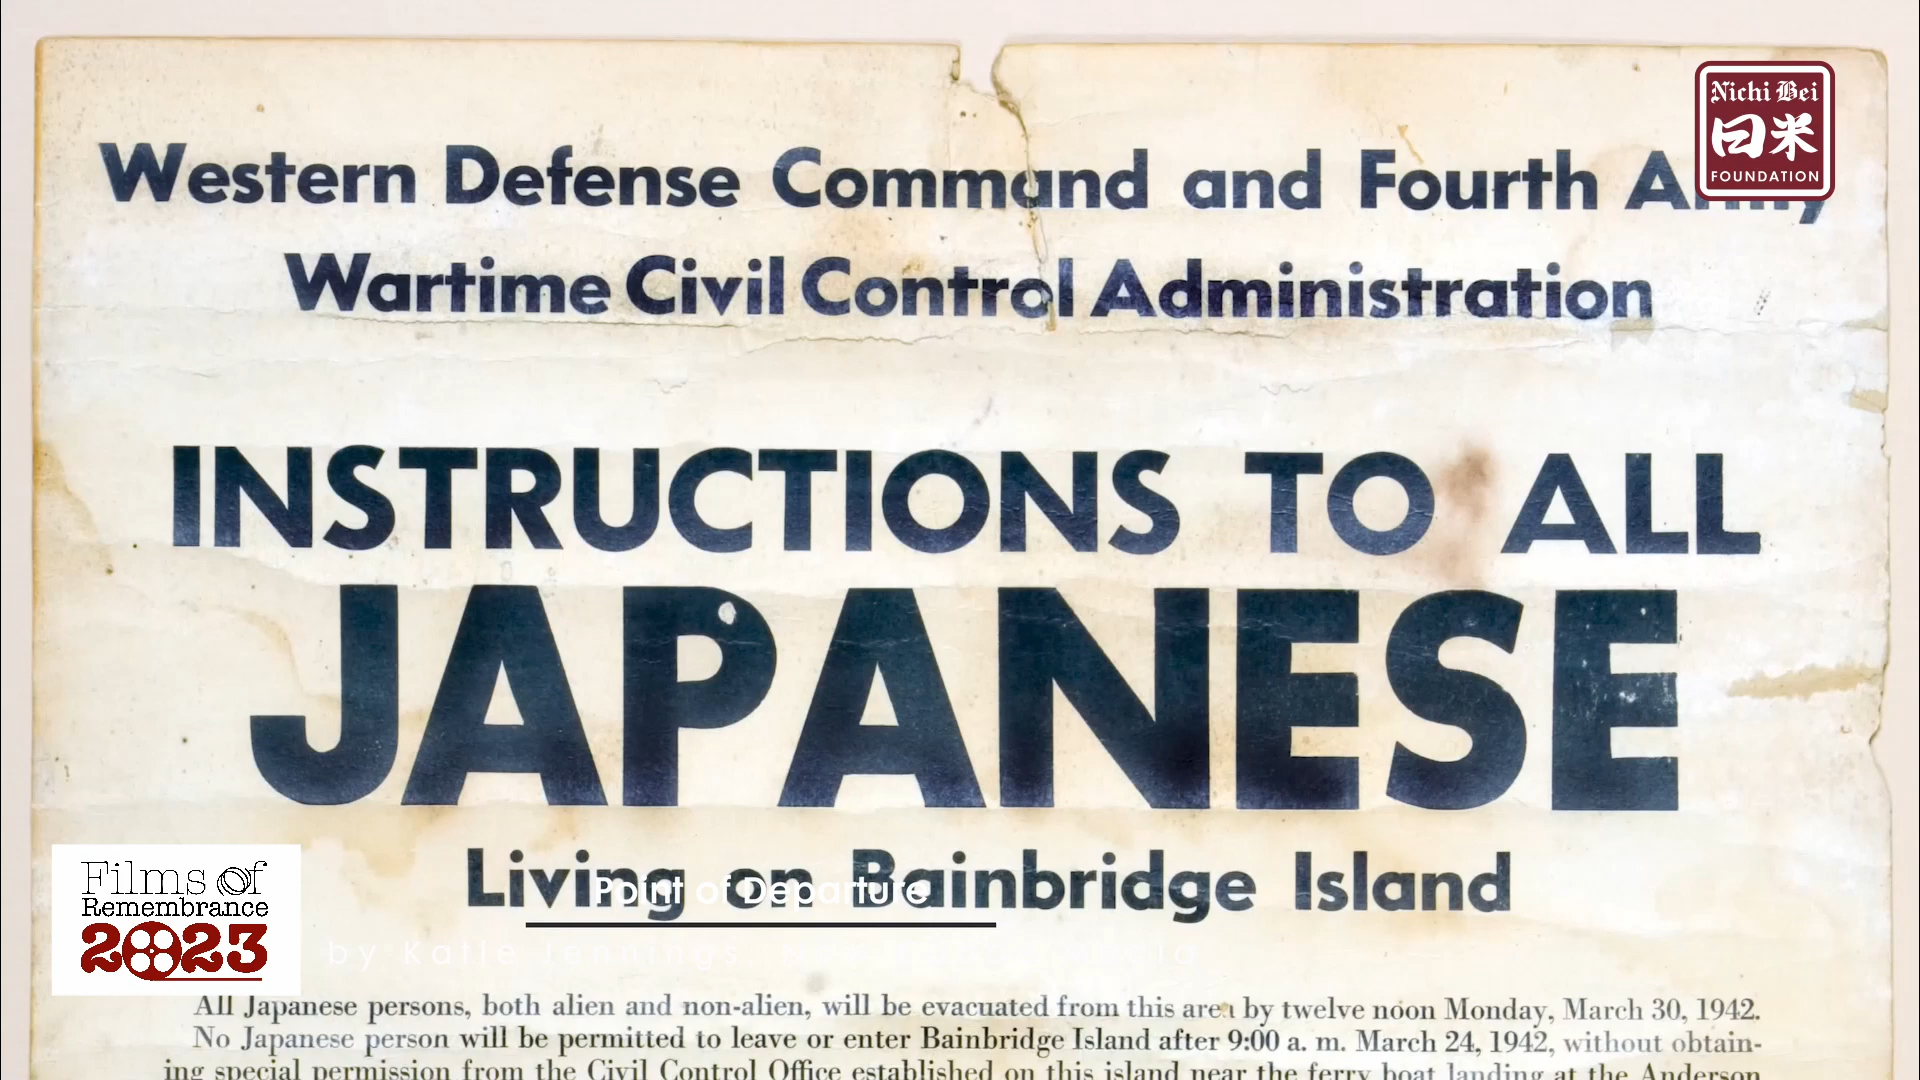 Western Defense Command and Fourth Army
Wartime Civil Control Administration
INSTRUCTIONS TO ALL
JAPANESE
Living on Bainbridge Island
All Japanese persons, both alien and non-alien, will be evacuated from this area by twelve noon Monday, March 30, 1942.
No Japanese person will be permitted to leave or enter Bainbridge Island after 9:00 a. m. March 24, 1942, without obtain-
ing special permission from the Civil Control Office established on this island near the ferry boat landing at the Anderson
Nichi Bei
日米
FOUNDATION
Films of
Remembrance
2023
Point of Departure
by Katie Jennings